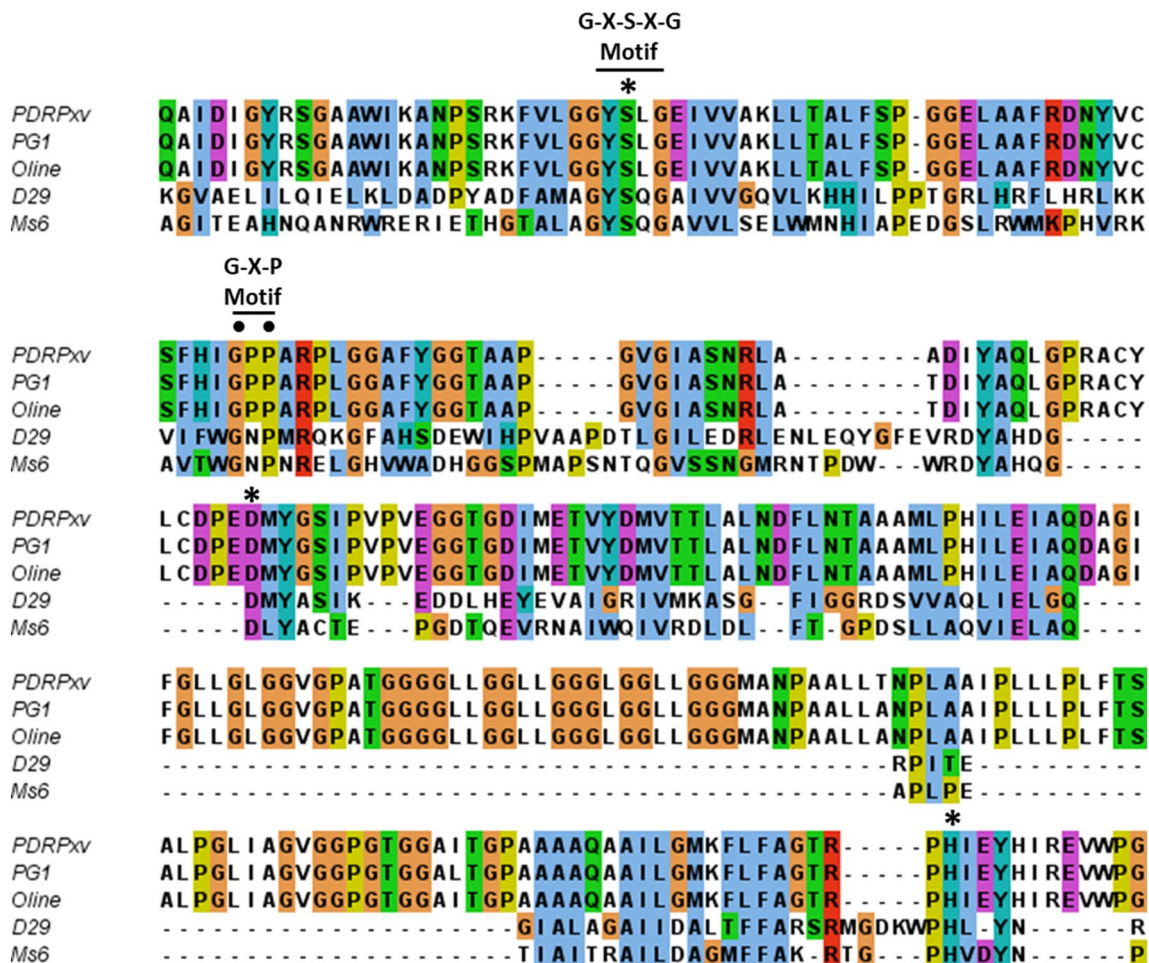 G-X-S-X-G
Motif
*
PDRPxv QAIDIGYRSGAAWIKANPSRKFVLGGYSLGEIVVAKLLTALFSP-GGELAAFRDNYVC
PG1 QAIDIGYRSGAAWIKANPSRKFVLGGYSLGEIVVAKLLTALFSP-GGELAAFRDNYVC
Oline QAIDIGYRSGAAWIKANPSRKFVLGGYSLGEIVVAKLLTALFSP-GGELAAFRDNYVC
D29 KGVAELILQIELKLDADPYADFAMAGYSQGAIVVGQVLKHHILPPTGRLHRFLHRLKK
Ms6 AGITEAHNQANRWRERIETHGTALAGYSQGAVVLSELWMNHIAPEDGSLRWMKPHVRK
G-X-P
Motif
● ●
PDRPxv SFHIGPPARPLGGAFYGGTAAP-----GVGIASNRLA--------ADIYAQLGPRACY
PG1 SFHIGPPARPLGGAFYGGTAAP-----GVGIASNRLA--------TDIYAQLGPRACY
Oline SFHIGPPARPLGGAFYGGTAAP-----GVGIASNRLA--------TDIYAQLGPRACY
D29 VIFWGNPMRQKGFAHSDEWIHPVAAPDTLGILEDRLENLEQYGFEVRDYAHDG-----
Ms6 AVTWGNPNRELGHVWADHGGSPMAPSNTQGVSSNGMRNTPDW---WRDYAHQG-----
*
PDRPxv LCDPEDMYGSIPVPVEGGTGDIMETVYDMVTTLALNDFLNTAAAMLPHILEIAQDAGI
PG1 LCDPEDMYGSIPVPVEGGTGDIMETVYDMVTTLALNDFLNTAAAMLPHILEIAQDAGI
Oline LCDPEDMYGSIPVPVEGGTGDIMETVYDMVTTLALNDFLNTAAAMLPHILEIAQDAGI
D29 -----DMYASIK---EDDLHEYEVAIGRIVMKASG--FIGGRDSVVAQLIELGQ----
Ms6 -----DLYACTE---PGDTQEVRNAIWQIVRDLDL--FT-GPDSLLAQVIELAQ----
PDRPxv FGLLGLGGVGPATGGGGLLGGLLGGGLGGLLGGGMANPAALLTNPLAAIPLLLPLFTS
PG1 FGLLGLGGVGPATGGGGLLGGLLGGGLGGLLGGGMANPAALLANPLAAIPLLLPLFTS
Oline FGLLGLGGVGPATGGGGLLGGLLGGGLGGLLGGGMANPAALLANPLAAIPLLLPLFTS
D29 -------------------------------------------RPITE----------
Ms6 -------------------------------------------APLPE----------
*
PDRPxv ALPGLIAGVGGPGTGGAITGPAAAAQAAILGMKFLFAGTR-----PHIEYHIREVWPG
PG1 ALPGLIAGVGGPGTGGALTGPAAAAQAAILGMKFLFAGTR-----PHIEYHIREVWPG
Oline ALPGLIAGVGGPGTGGAITGPAAAAQAAILGMKFLFAGTR-----PHIEYHIREVWPG
D29 ---------------------GIALAGAIIDALTFFARSRMGDKWPHL-YN------R
Ms6 ---------------------TIAITRAILDAGMFFAK-RTG---PHVDYN------P